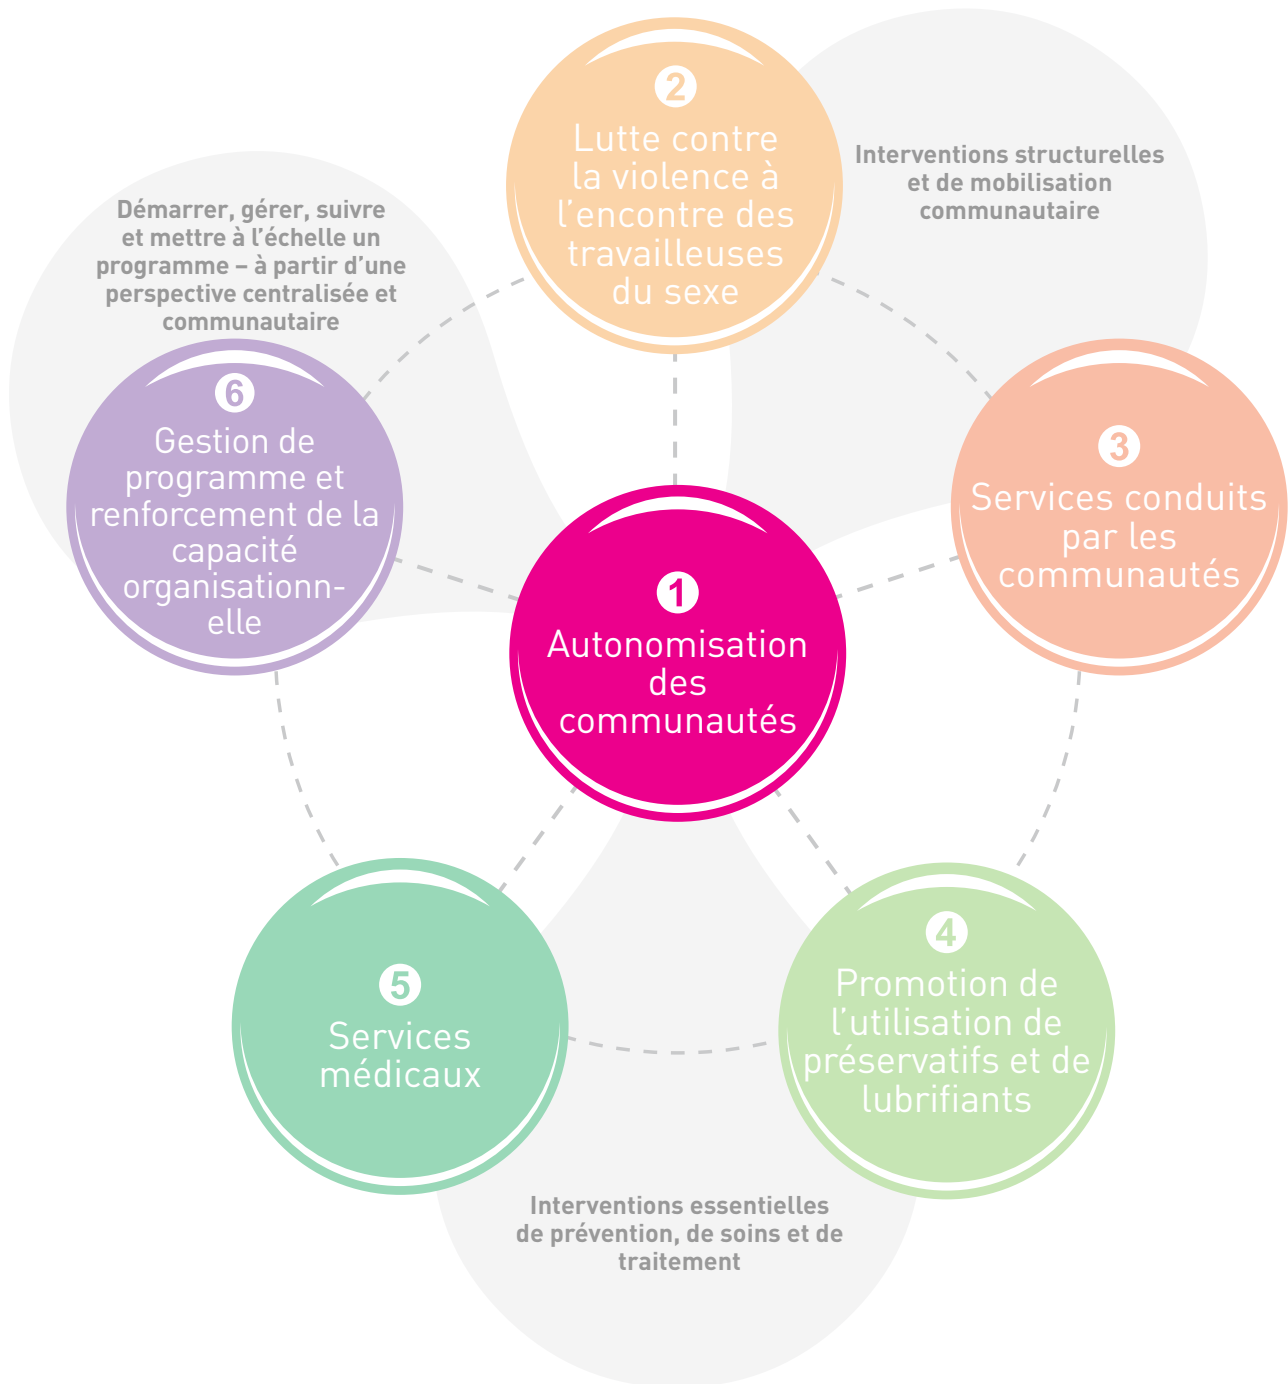 2
Lutte contre
la violence à
l’encontre des
travailleuses
du sexe
Interventions structurelles
et de mobilisation
communautaire
Démarrer, gérer, suivre
et mettre à l’échelle un
programme – à partir d’une
perspective centralisée et
communautaire
6
Gestion de
programme et
renforcement de la
capacité
organisationn-
elle
3
Services conduits
par les
communautés
1
Autonomisation
des
communautés
5
Services
médicaux
4
Promotion de
l’utilisation de
préservatifs et de
lubrifiants
Interventions essentielles
de prévention, de soins et de
traitement